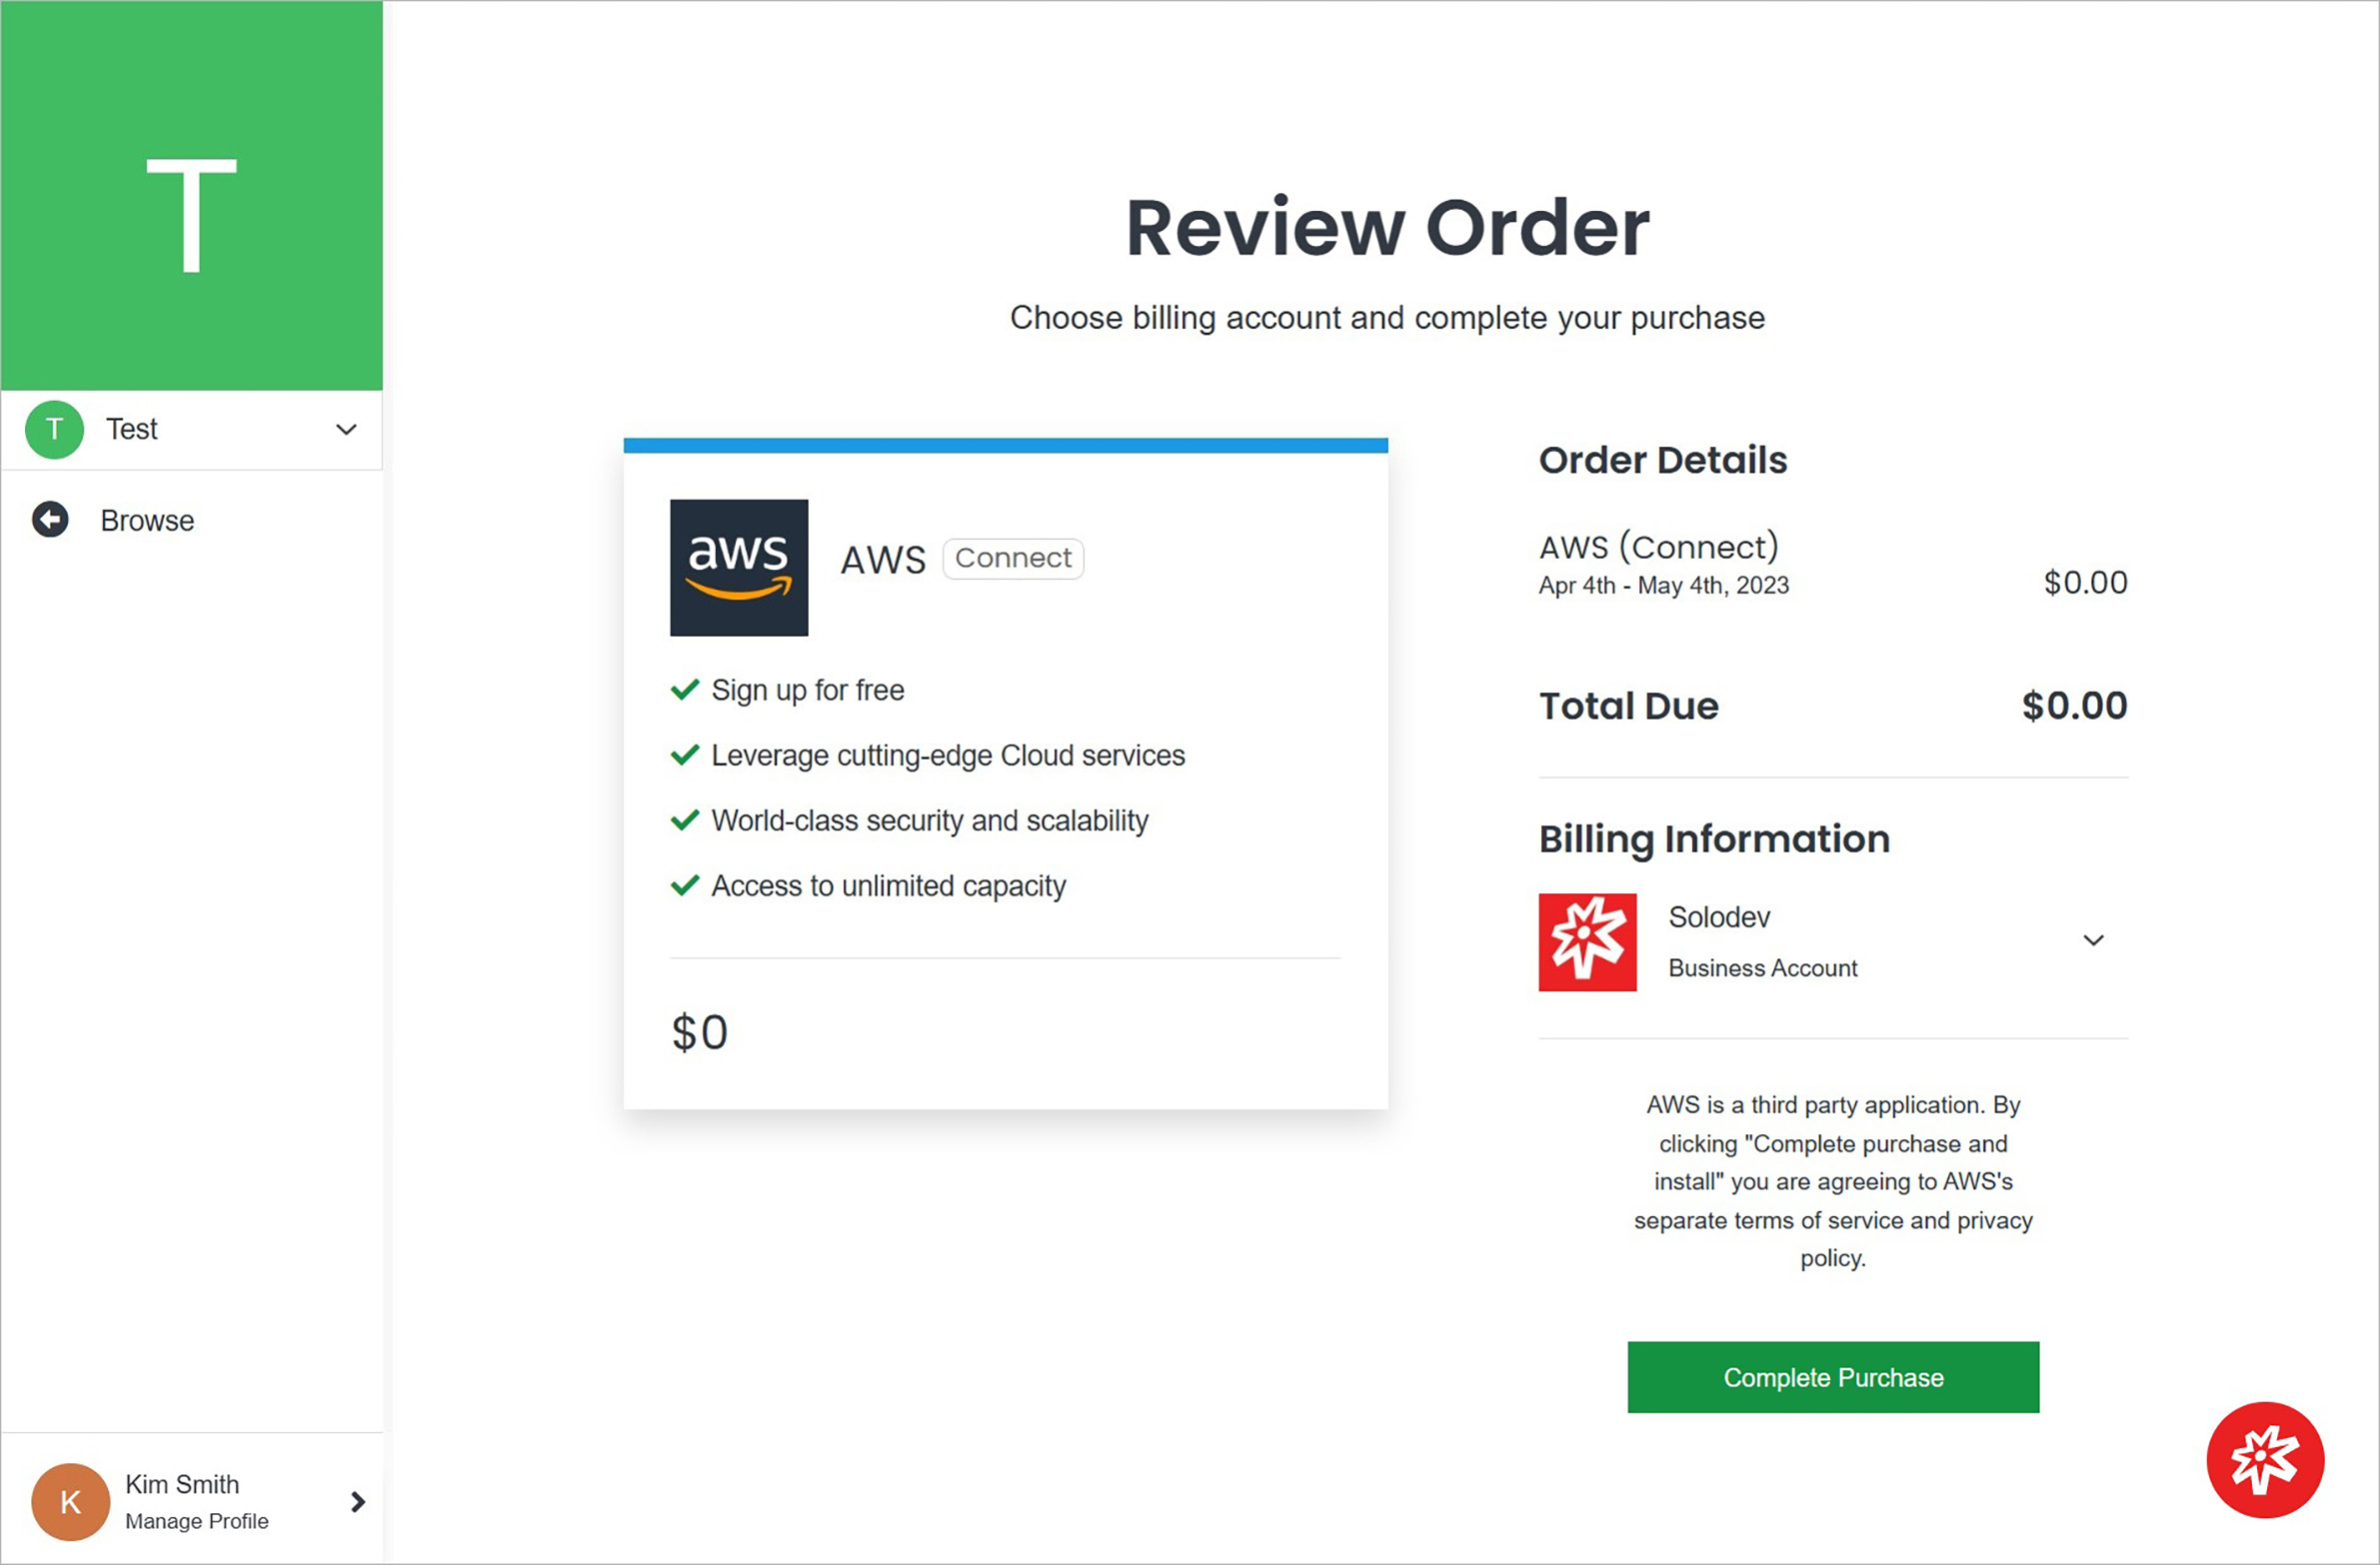 T
T Test
Browse
Review Order
Choose billing account and complete your purchase
aws
AWS Connect
Sign up for free
Leverage cutting-edge Cloud services
World-class security and scalability
Access to unlimited capacity
$0
Order Details
AWS (Connect)
Apr 4th - May 4th, 2023 $0.00
Total Due $0.00
Billing Information
Solodev
Business Account
AWS is a third party application. By
clicking "Complete purchase and
install" you are agreeing to AWS's
separate terms of service and privacy
policy.
Complete Purchase
K
Kim Smith
Manage Profile